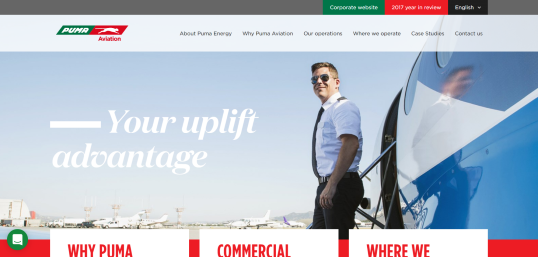 Corporate website 2017 year in review English
PUMA
Aviation
About Puma Energy Why Puma Aviation Our operations Where we operate Case Studies Contact us
Your uplift
advantage
WHY PUMA COMMERCIAL WHERE WE